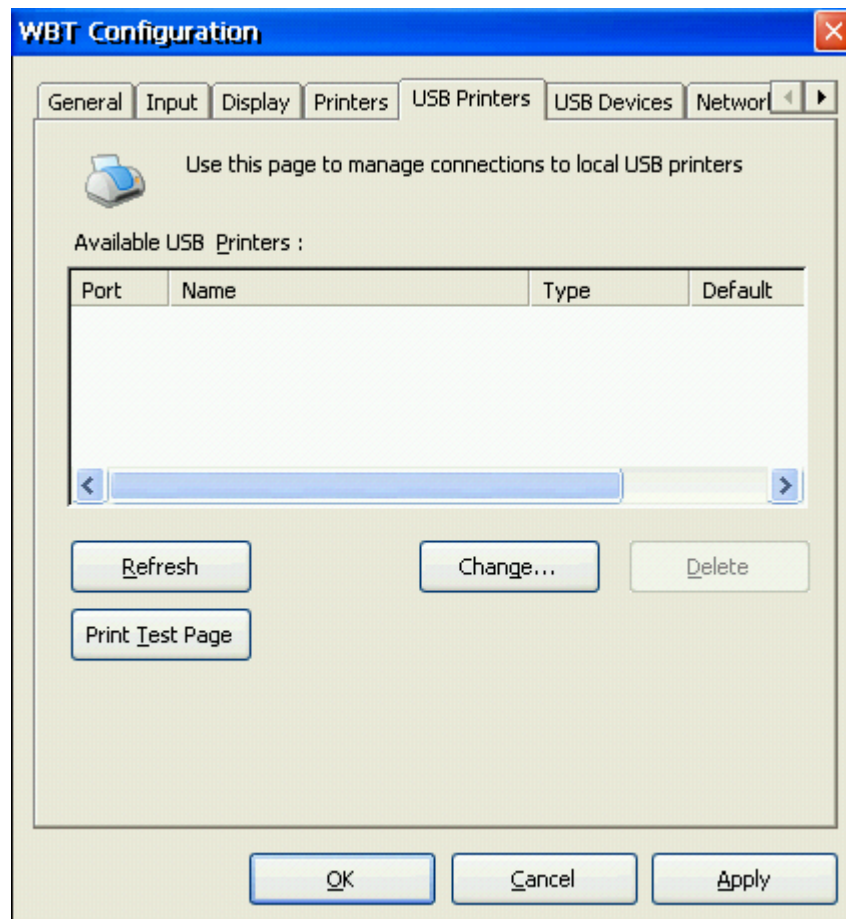 WBT Configuration
General Input Display Printers USB Printers USB Devices Networ
Use this page to manage connections to local USB printers
Available USB Printers :
Port Name Type Default
Refresh Change... Delete
Print Test Page
OK Cancel Apply